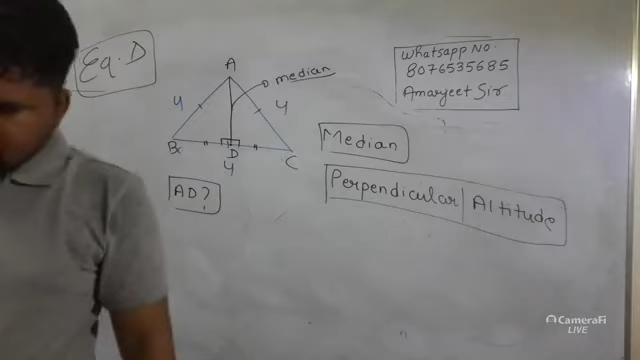 Eq. D
Whatsapp No.
8076535685
Amarjeet Sir
A
median
4
4
B
D
C
4
AD?
Median
Perpendicular | Altitude
CameraFi
LIVE